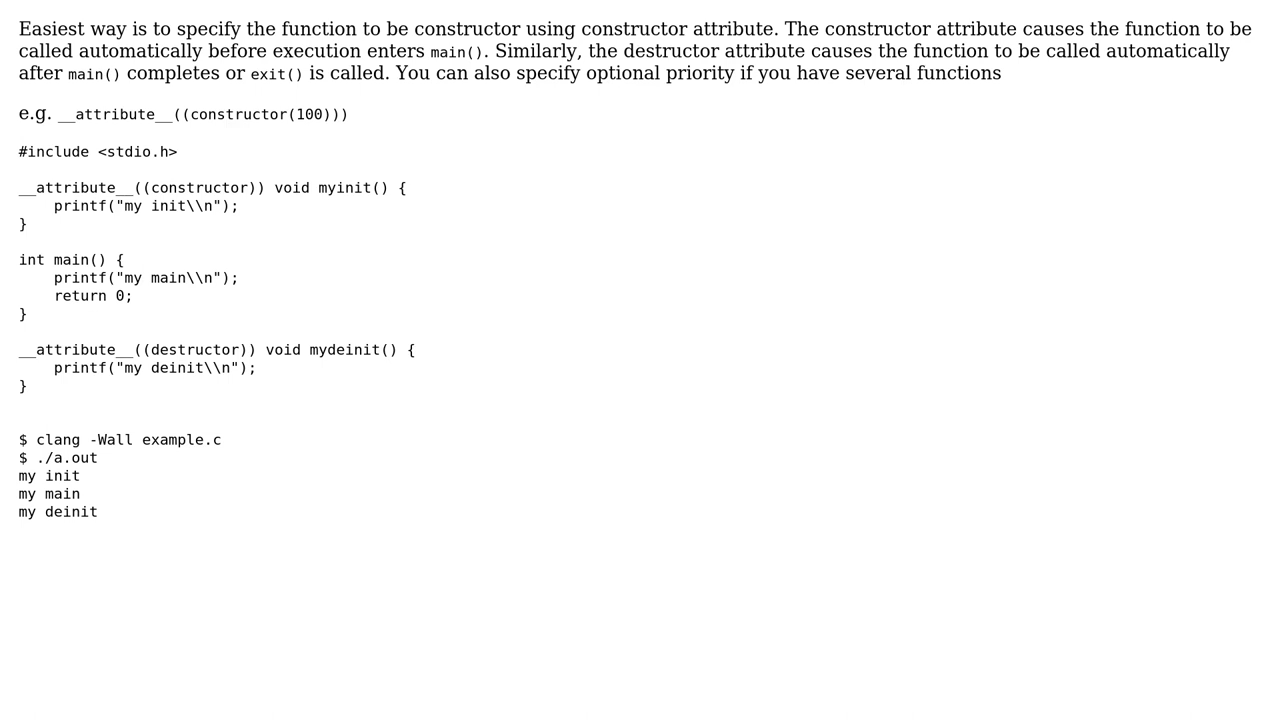 Easiest way is to specify the function to be constructor using constructor attribute. The constructor attribute causes the function to be
called automatically before execution enters main(). Similarly, the destructor attribute causes the function to be called automatically
after main() completes or exit() is called. You can also specify optional priority if you have several functions
e.g. __attribute__((constructor(100)))
#include <stdio.h>
__attribute__((constructor)) void myinit() {
    printf("my init\\n");
}
int main() {
    printf("my main\\n");
    return 0;
}
__attribute__((destructor)) void mydeinit() {
    printf("my deinit\\n");
}
$ clang -Wall example.c
$ ./a.out
my init
my main
my deinit